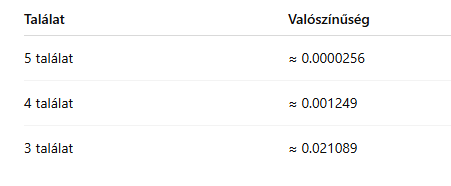 Találat Valószínűség
5 találat ≈ 0.0000256
4 találat ≈ 0.001249
3 találat ≈ 0.021089